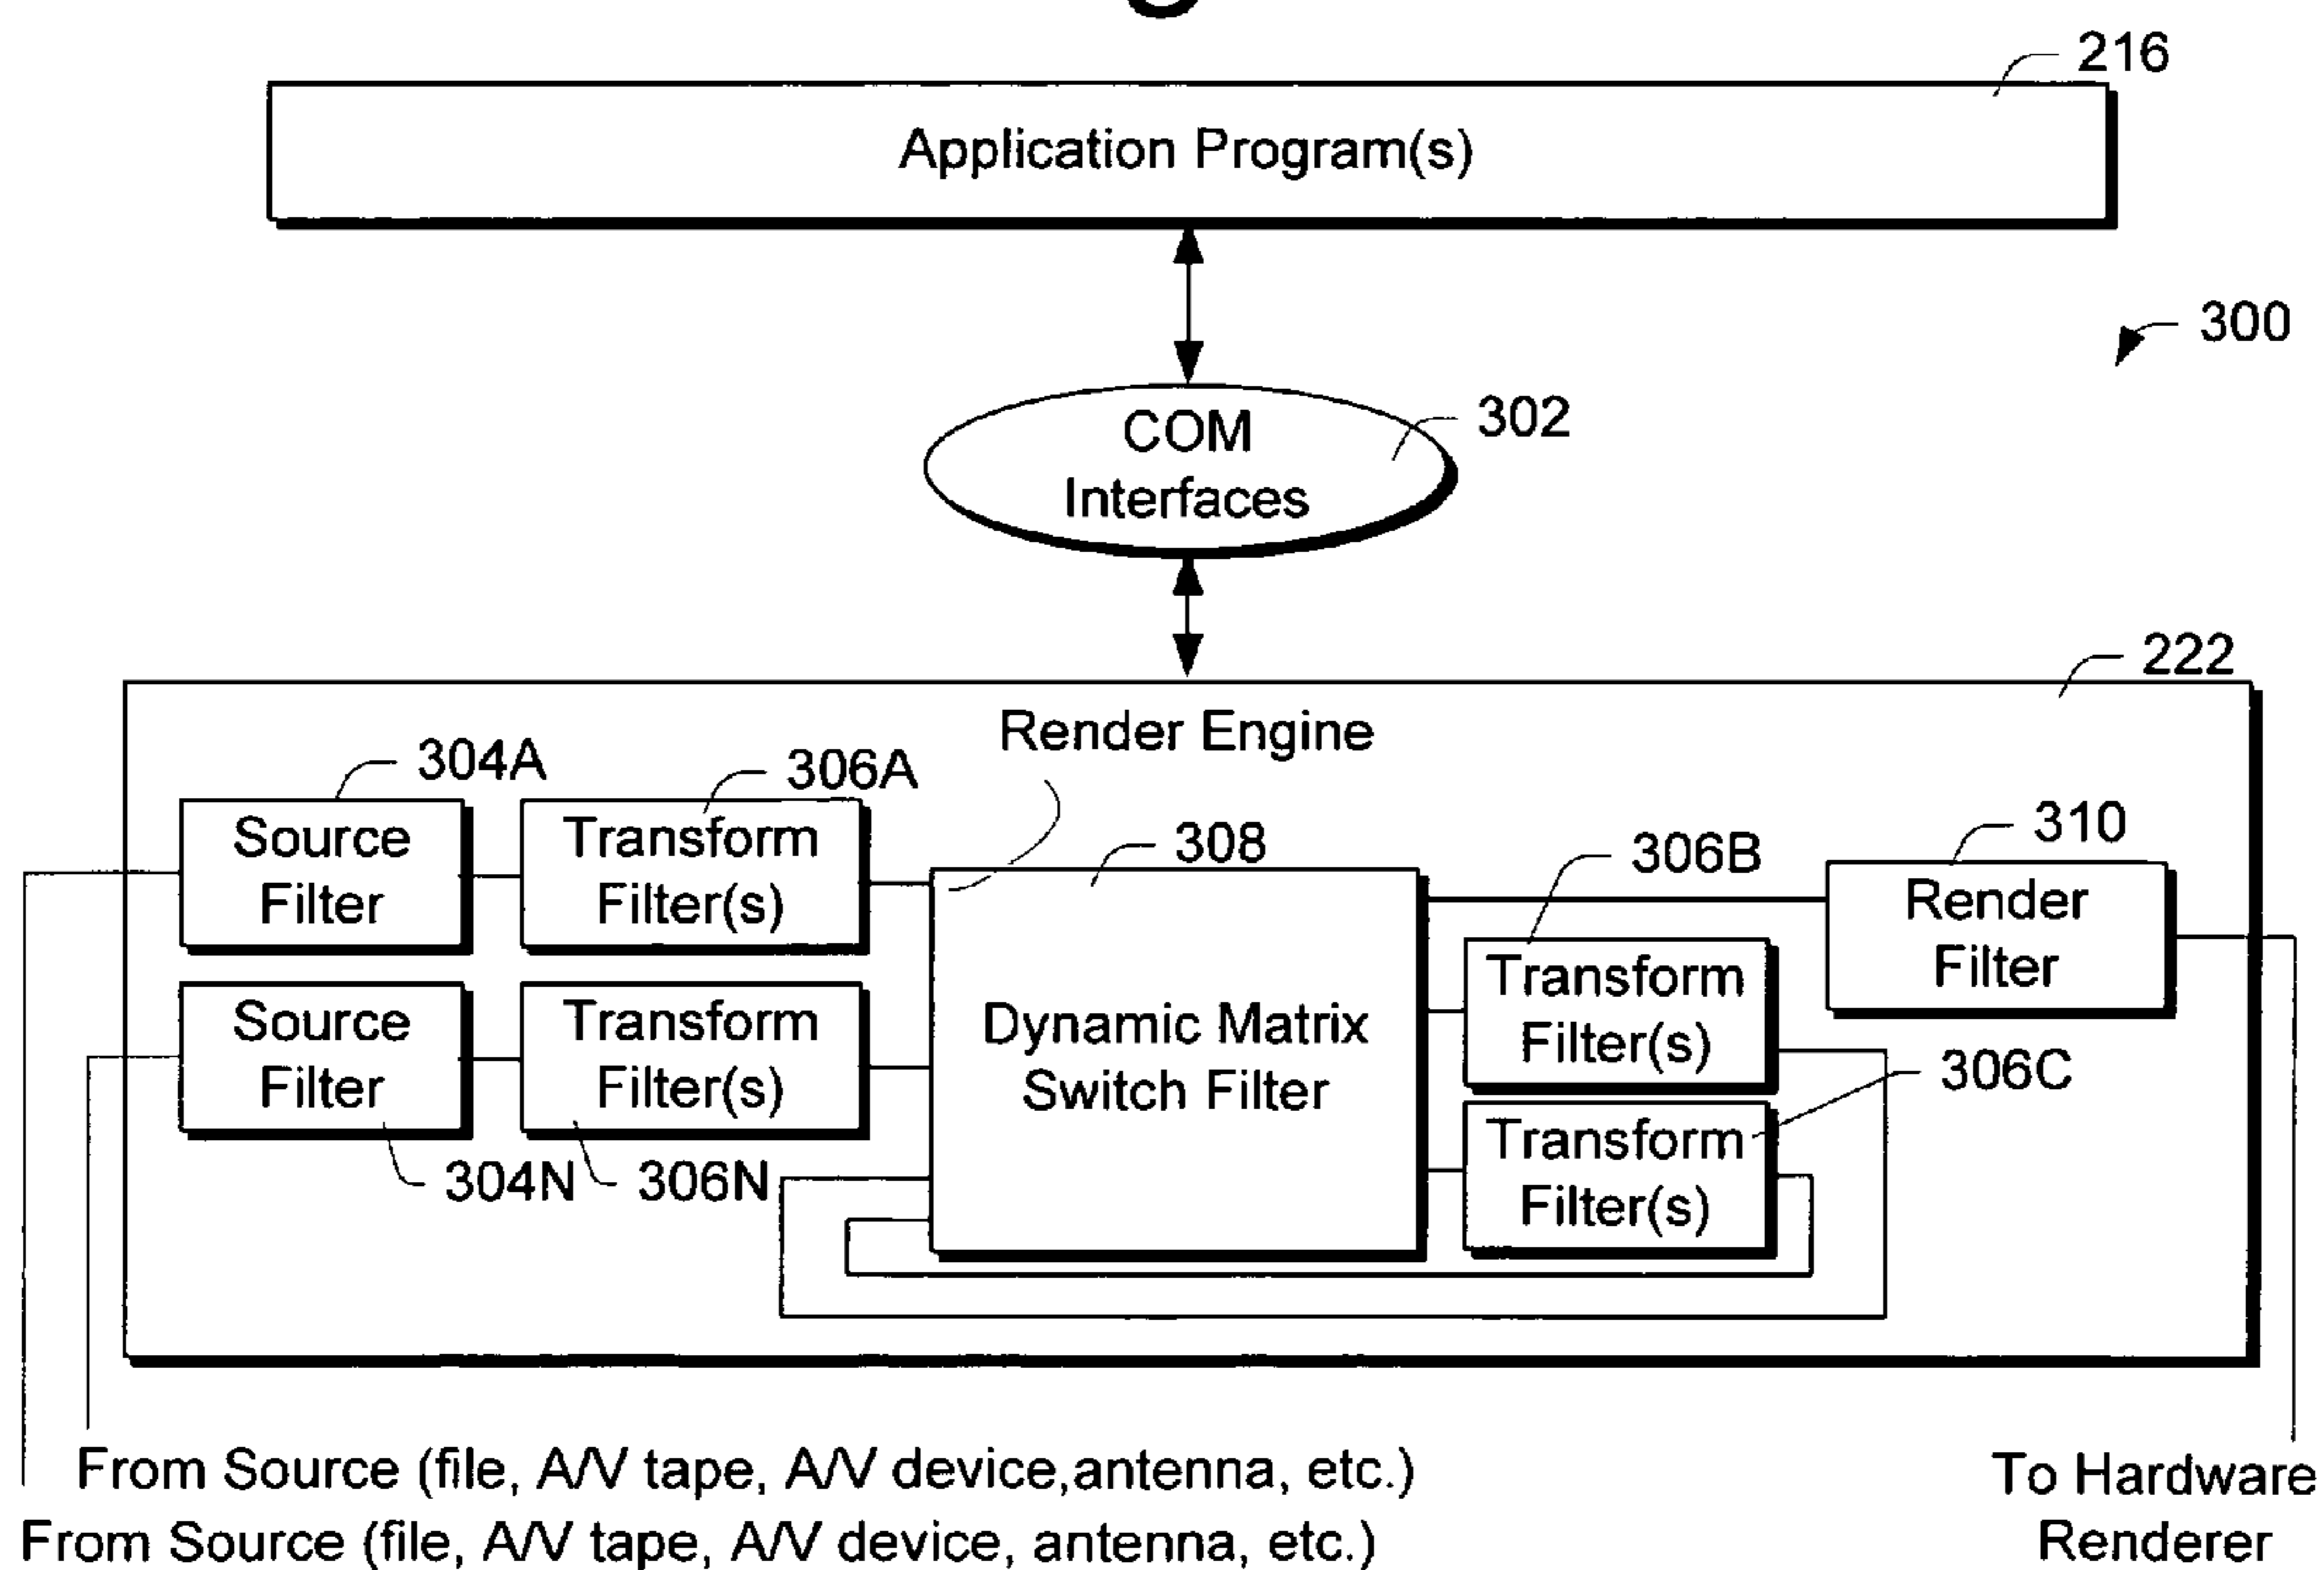 216
Application Program(s)
300
COM
Interfaces
302
222
Render Engine
304A
306A
308
306B
310
Source
Filter
Transform
Filter(s)
Render
Filter
Source
Filter
Transform
Filter(s)
Dynamic Matrix
Switch Filter
Transform
Filter(s)
306C
Transform
Filter(s)
304N
306N
From Source (file, A/V tape, A/V device,antenna, etc.)
From Source (file, A/V tape, A/V device, antenna, etc.)
To Hardware
Renderer